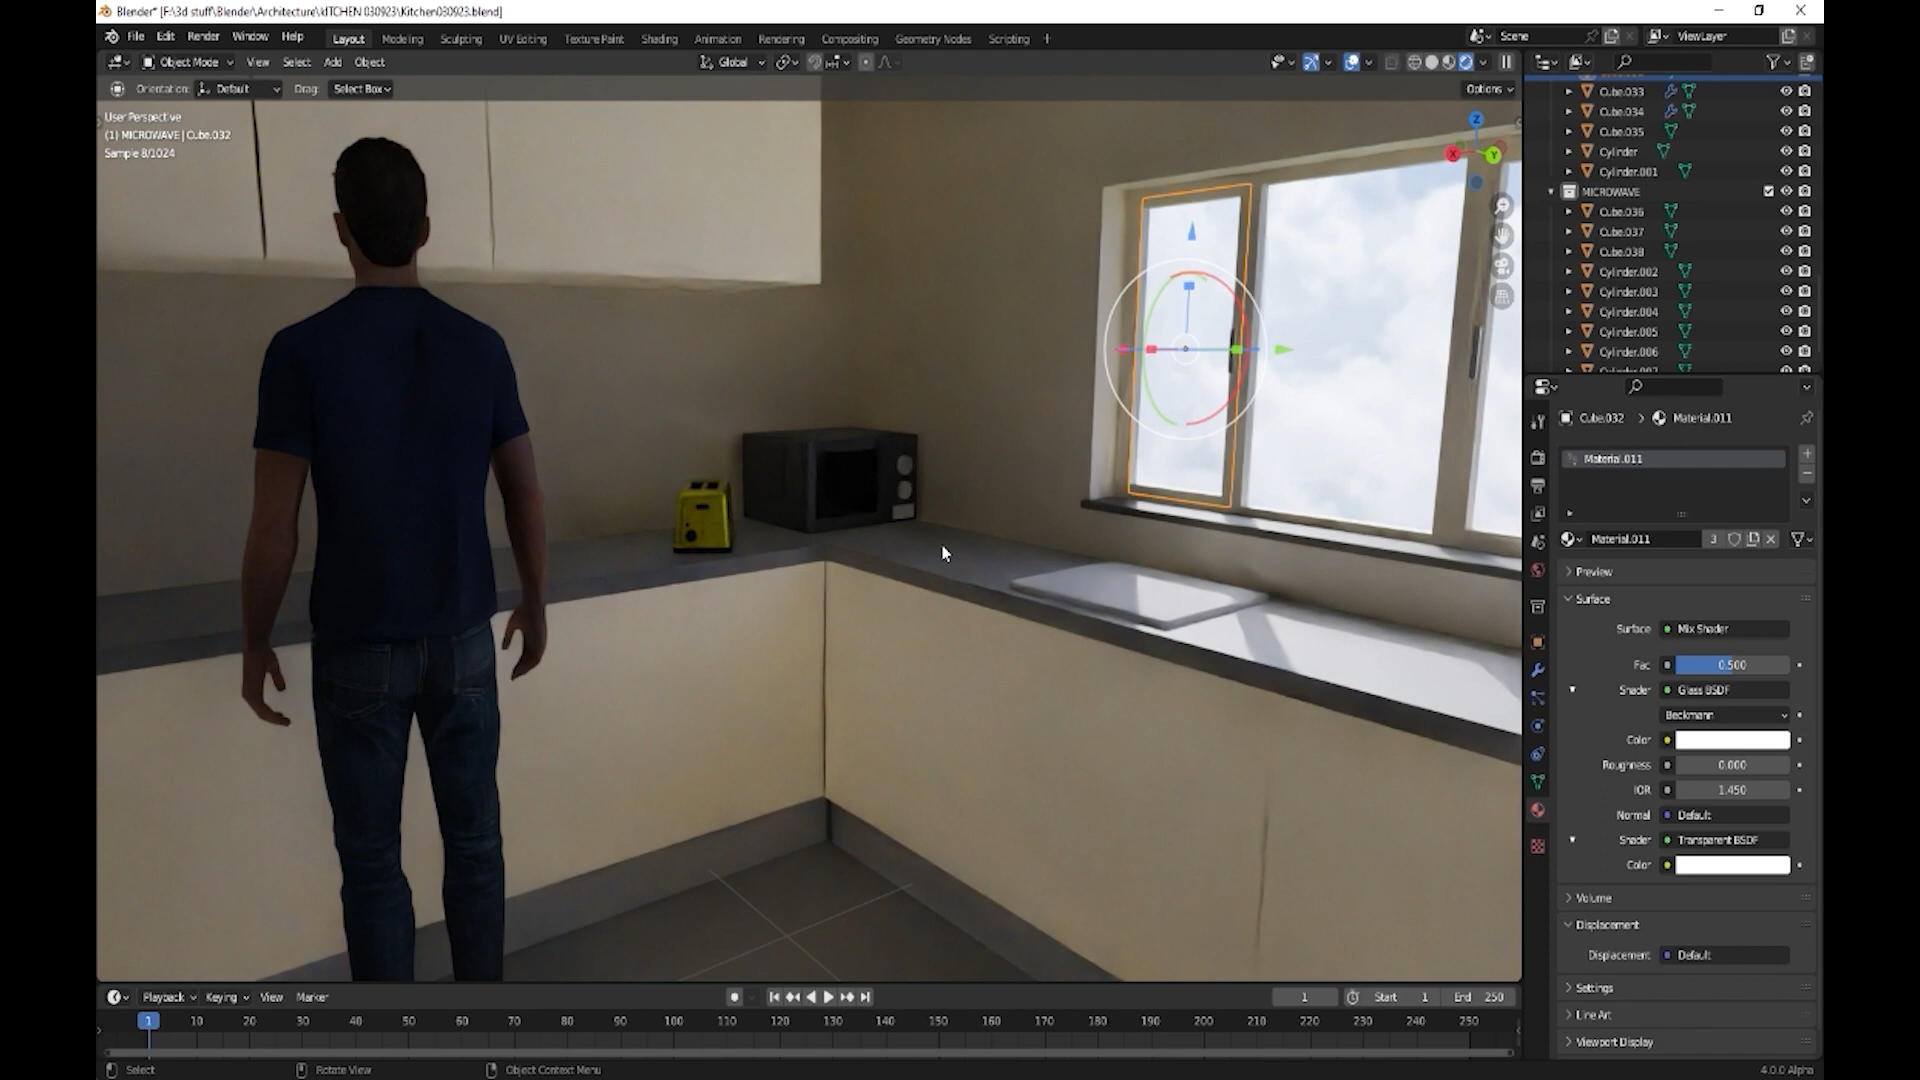 Blender* [F:\3d stuff\Blender\Architecture\kITCHEN 030923\Kitchen030923.blend]
File Edit Render Window Help Layout Modeling Sculpting UV Editing Texture Paint Shading Animation Rendering Compositing Geometry Nodes Scripting + Scene ViewLayer
Object Mode View Select Add Object Global
Orientation: Default Drag: Select Box Options
User Perspective
(1) MICROWAVE | Cube.032
Sample 8/1024
Z
X
Y
Cube.033
Cube.034
Cube.035
Cylinder
Cylinder.001
MICROWAVE
Cube.036
Cube.037
Cube.038
Cylinder.002
Cylinder.003
Cylinder.004
Cylinder.005
Cylinder.006
Cube.032 > Material.011
Material.011
Material.011 3
Preview
Surface
Surface Mix Shader
Fac 0.500
Shader Glass BSDF
Beckmann
Color
Roughness 0.000
IOR 1.450
Normal Default
Shader Transparent BSDF
Color
Volume
Displacement
Displacement Default
Settings
Line Art
Viewport Display
Playback Keying View Marker 1 Start 1 End 250
1 10 20 30 40 50 60 70 80 90 100 110 120 130 140 150 160 170 180 190 200 210 220 230 240 250
Select Rotate View Object Context Menu 4.0.0 Alpha